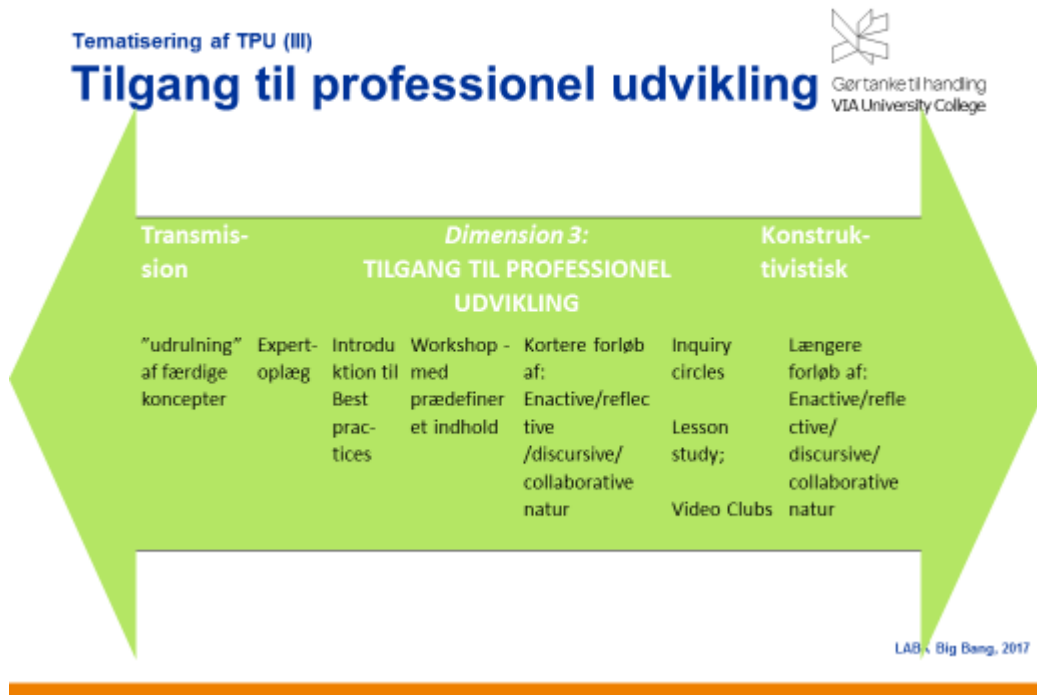 Tematisering af TPU (III)
Tilgang til professionel udvikling
Gør tanke til handling
VIA University College
Transmis-
sion
Dimension 3:
TILGANG TIL PROFESSIONEL
UDVIKLING
Konstruk-
tivistisk
”udrulning”
af færdige
koncepter
Expert-
oplæg
Introdu
ktion til
Best
prac-
tices
Workshop -
med
prædefiner
et indhold
Kortere forløb
af:
Enactive/reflec
tive
/discursive/
collaborative
natur
Inquiry
circles
Lesson
study;
Video Clubs
Længere
forløb af:
Enactive/refle
ctive/
discursive/
collaborative
natur
Big Bang, 2017